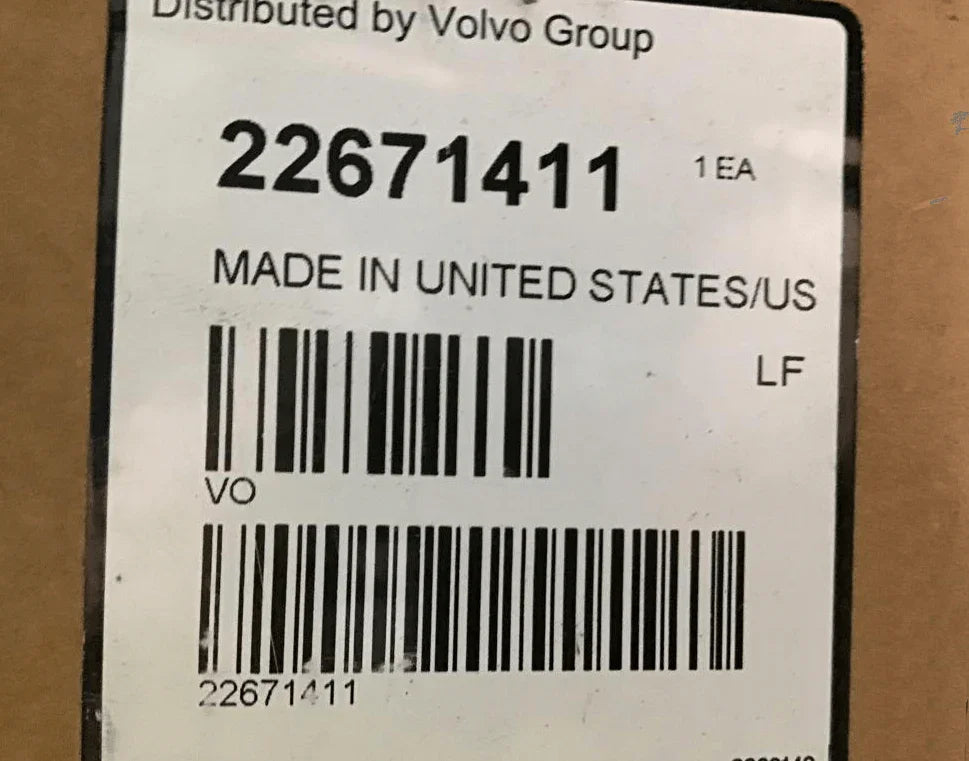 Distributed by Volvo Group
22671411 1 EA
MADE IN UNITED STATES/US
LF
VO
22671411